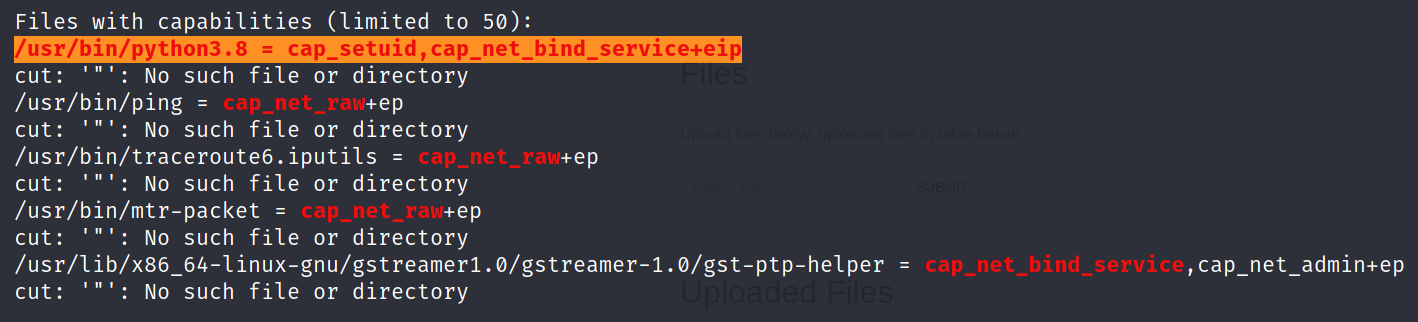 Files with capabilities (limited to 50):
/usr/bin/python3.8 = cap_setuid,cap_net_bind_service+eip
cut: '"': No such file or directory
Files
/usr/bin/ping = cap_net_raw+ep
cut: '"': No such file or directory
Upload files below, uploaded files in table below
/usr/bin/traceroute6.iputils = cap_net_raw+ep
cut: '"': No such file or directory
Select file
SUBMIT
/usr/bin/mtr-packet = cap_net_raw+ep
cut: '"': No such file or directory
/usr/lib/x86_64-linux-gnu/gstreamer1.0/gstreamer-1.0/gst-ptp-helper = cap_net_bind_service,cap_net_admin+ep
cut: '"': No such file or directory
Uploaded Files